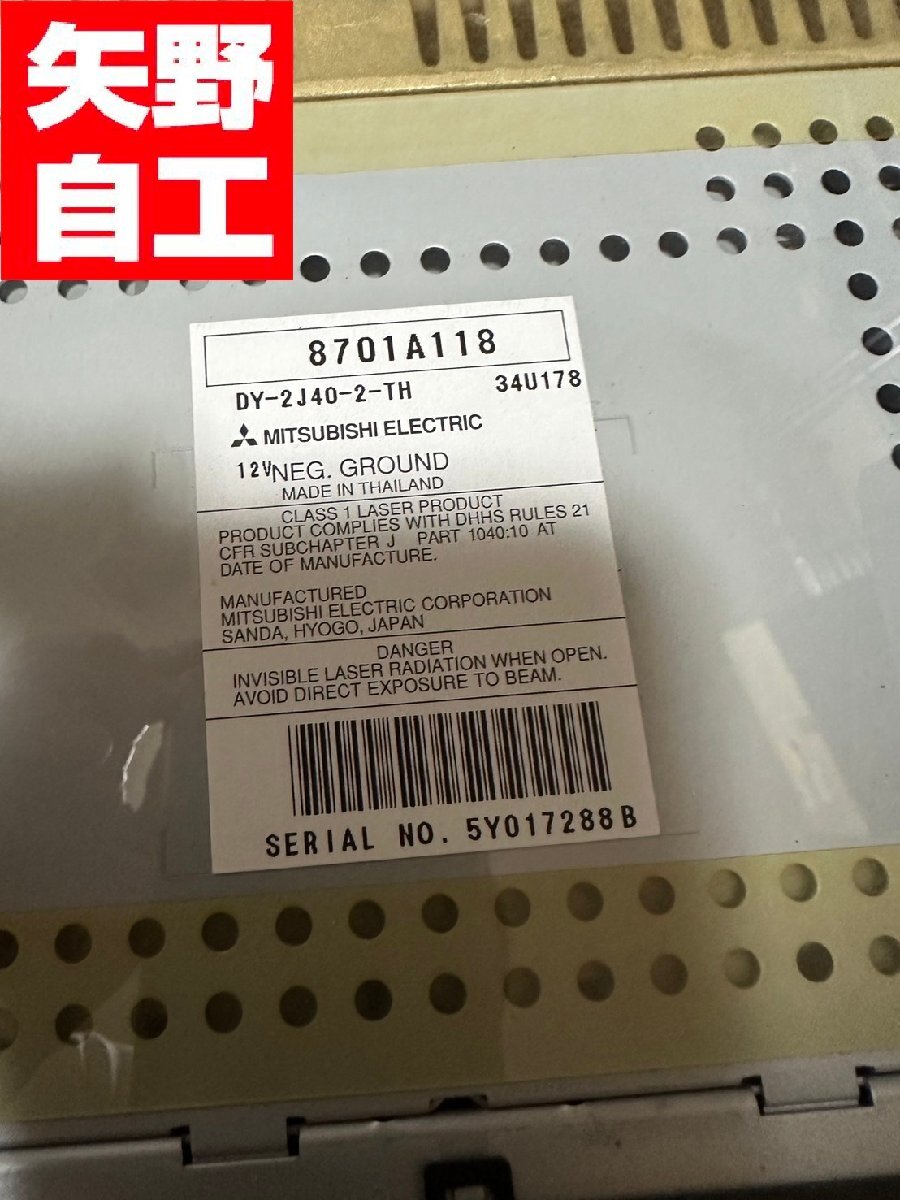 矢野
自工
8701A118
DY-2J40-2-TH 34U178
MITSUBISHI ELECTRIC
12V NEG. GROUND
MADE IN THAILAND
CLASS 1 LASER PRODUCT
PRODUCT COMPLIES WITH DHHS RULES 21
CFR SUBCHAPTER J PART 1040:10 AT
DATE OF MANUFACTURE.
MANUFACTURED
MITSUBISHI ELECTRIC CORPORATION
SANDA, HYOGO, JAPAN
DANGER
INVISIBLE LASER RADIATION WHEN OPEN.
AVOID DIRECT EXPOSURE TO BEAM.
SERIAL NO. 5Y017288B